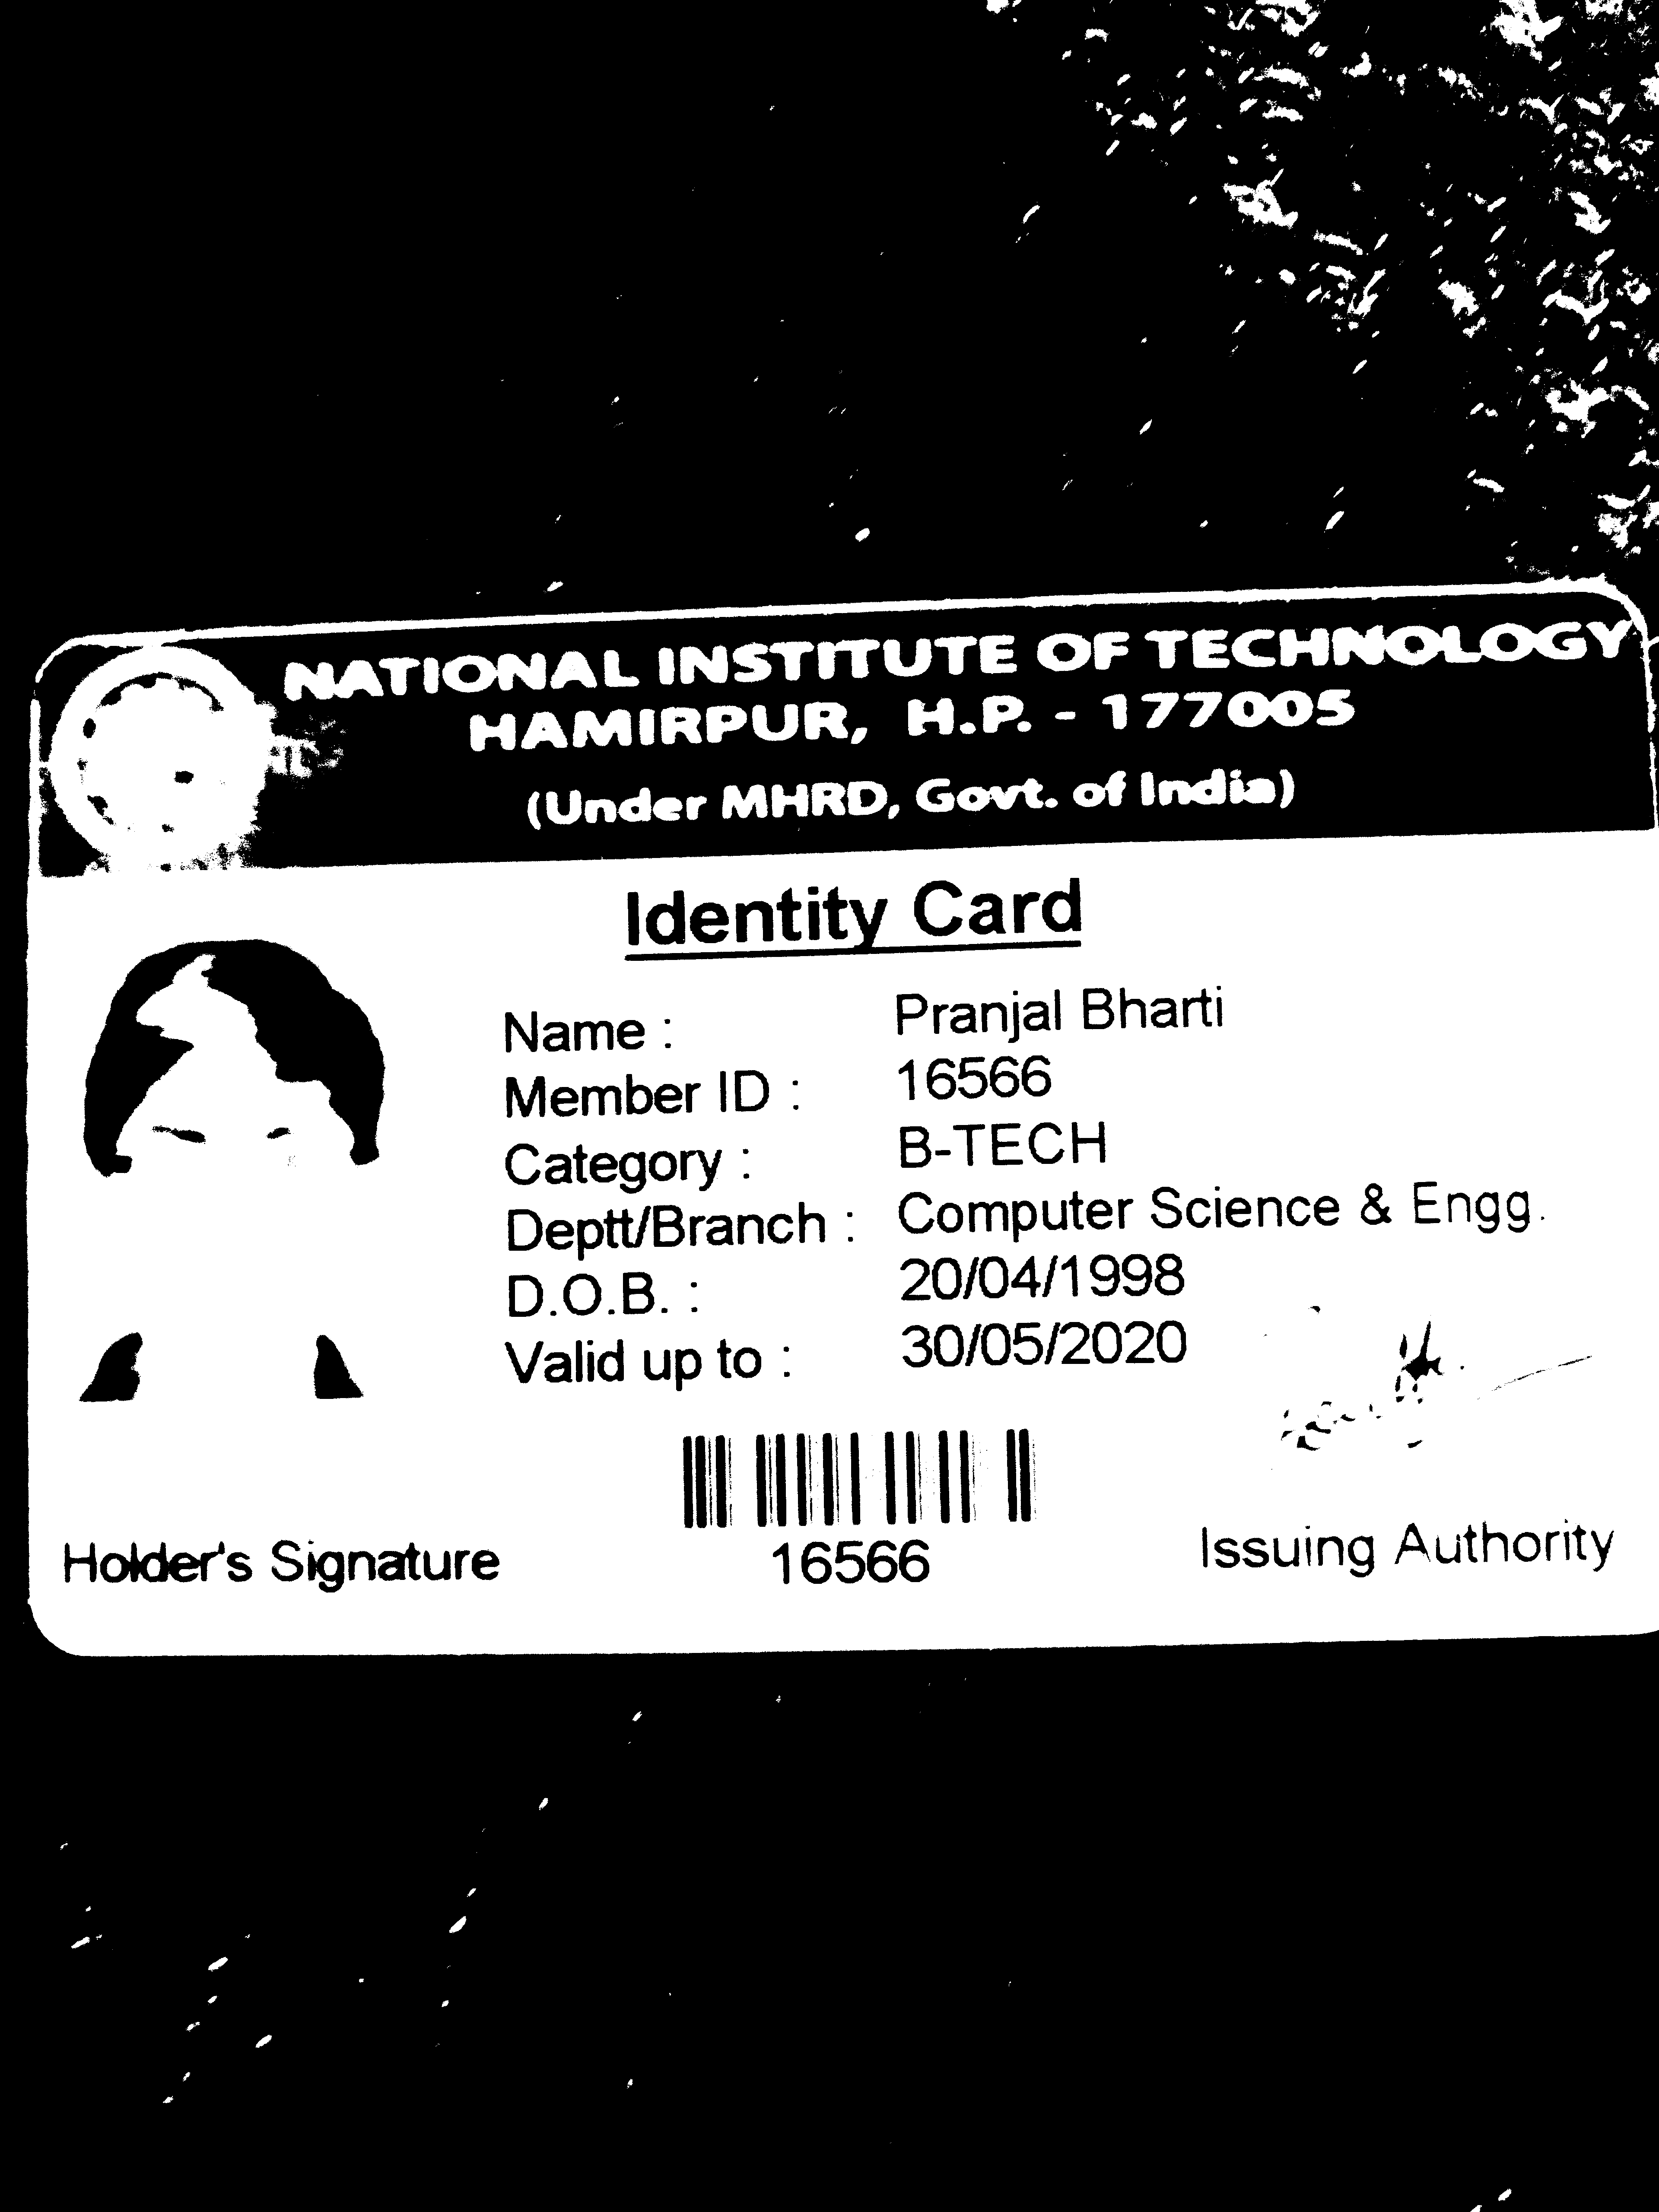 NATIONAL INSTITUTE OF TECHNOLOGY
HAMIRPUR, H.P. - 177005
(Under MHRD, Govt. of India)
Identity Card
Name : Pranjal Bharti
Member ID : 16566
Category : B-TECH
Deptt/Branch : Computer Science & Engg.
D.O.B. : 20/04/1998
Valid up to : 30/05/2020
16566
Holder's Signature
Issuing Authority